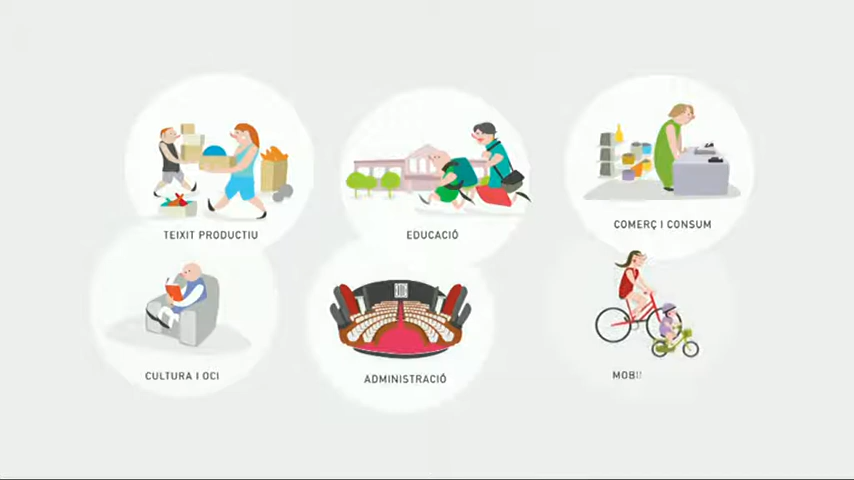 TEIXIT PRODUCTIU
EDUCACIÓ
COMERÇ I CONSUM
CULTURA I OCI
ADMINISTRACIÓ